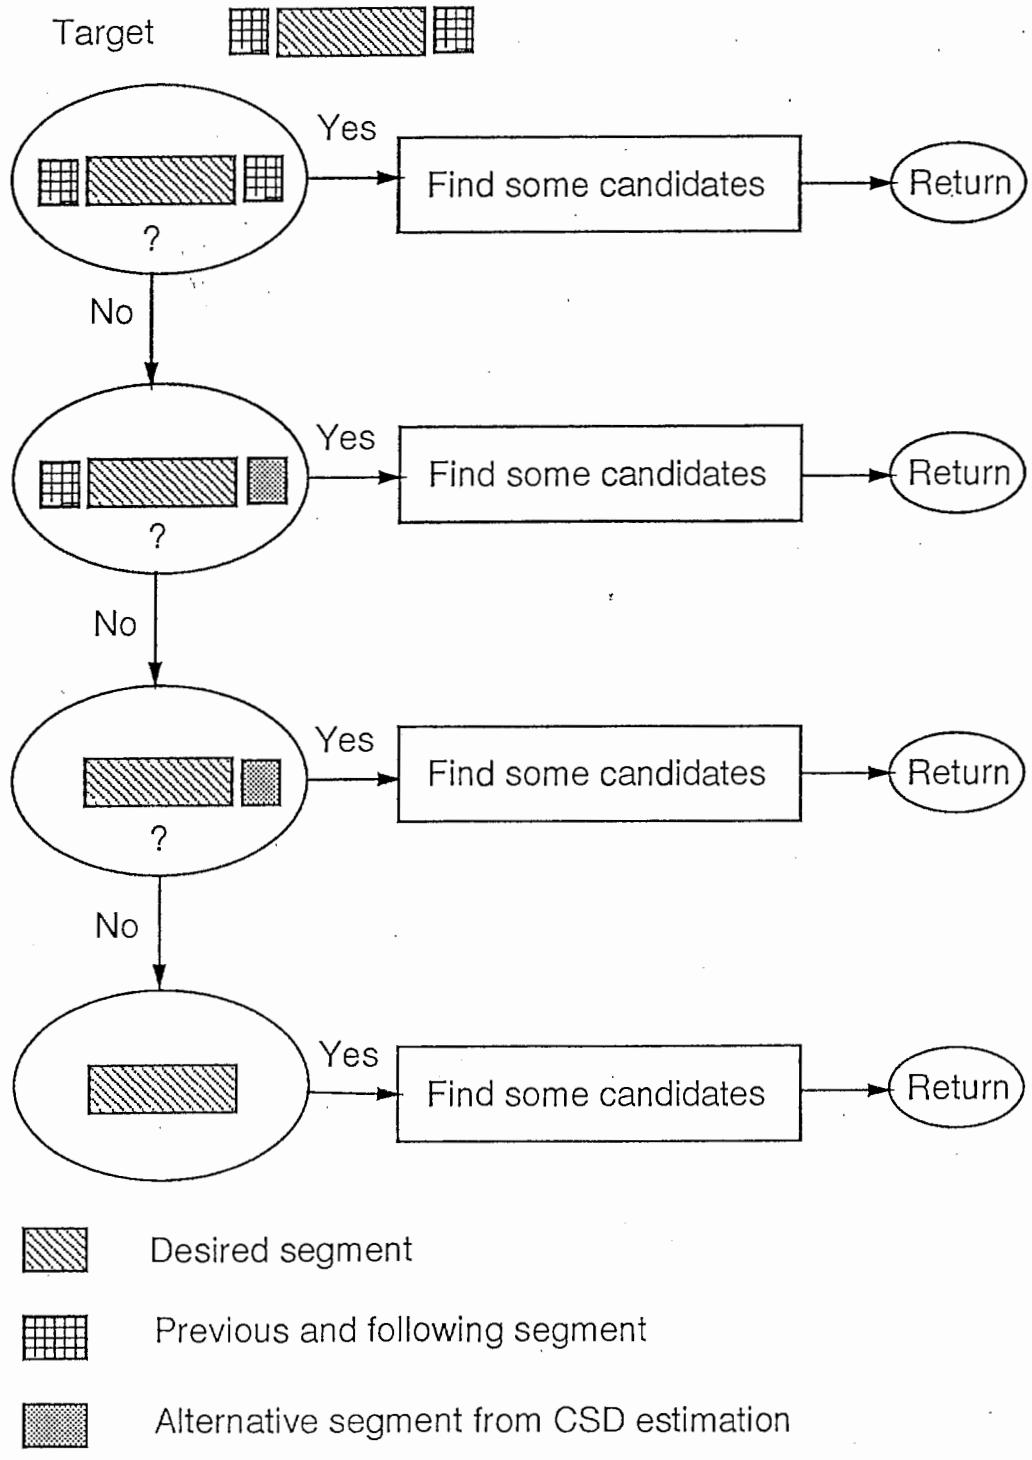 Target
Yes
Find some candidates
Return
?
No
Yes
Find some candidates
Return
?
No
Yes
Find some candidates
Return
?
No
Yes
Find some candidates
Return
Desired segment
Previous and following segment
Alternative segment from CSD estimation